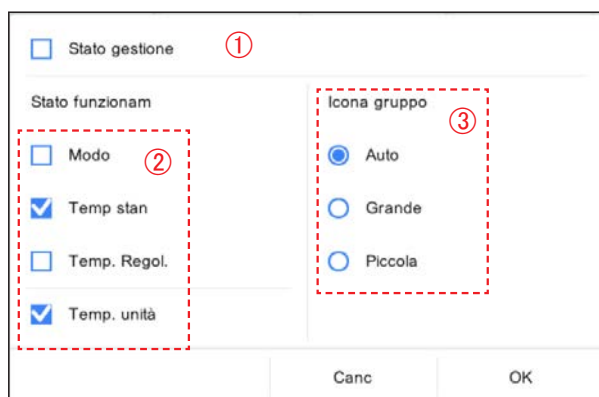 Stato gestione ①
Stato funzionam
Modo ②
Temp stan
Temp. Regol.
Temp. unità
Icona gruppo
③
Auto
Grande
Piccola
Canc
OK